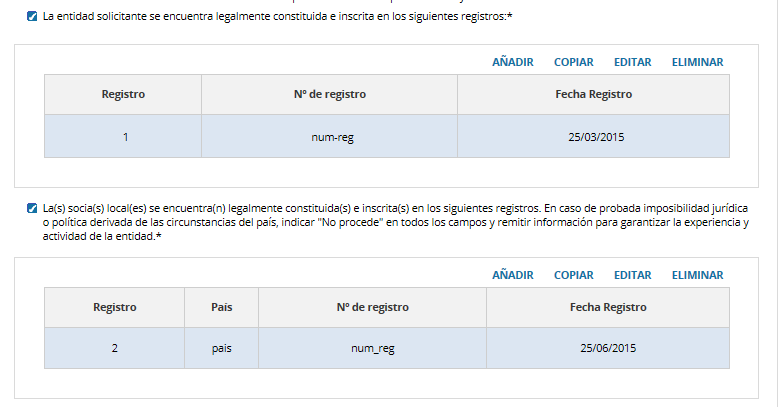 La entidad solicitante se encuentra legalmente constituida e inscrita en los siguientes registros:*
AÑADIR COPIAR EDITAR ELIMINAR
Registro Nº de registro Fecha Registro
1 num-reg 25/03/2015
La(s) socia(s) local(es) se encuentra(n) legalmente constituida(s) e inscrita(s) en los siguientes registros. En caso de probada imposibilidad jurídica
o política derivada de las circunstancias del país, indicar "No procede" en todos los campos y remitir información para garantizar la experiencia y
actividad de la entidad.*
AÑADIR COPIAR EDITAR ELIMINAR
Registro País Nº de registro Fecha Registro
2 pais num_reg 25/06/2015